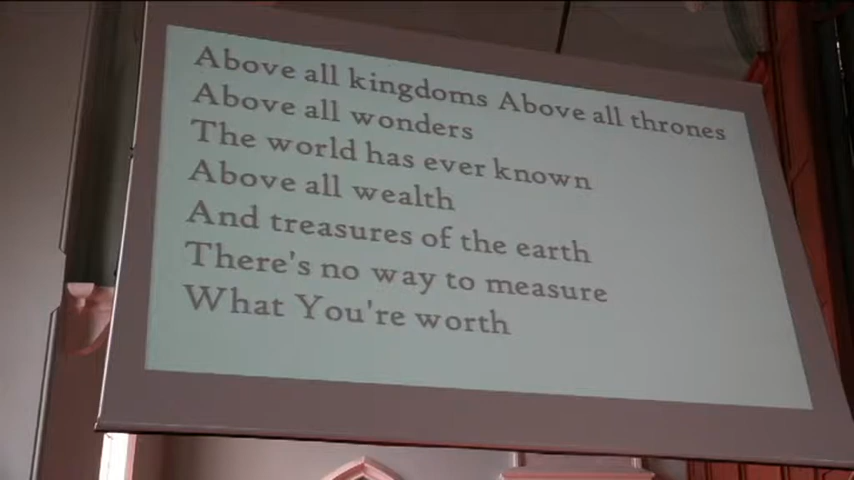 Above all kingdoms Above all thrones
Above all wonders
The world has ever known
Above all wealth
And treasures of the earth
There's no way to measure
What You're worth